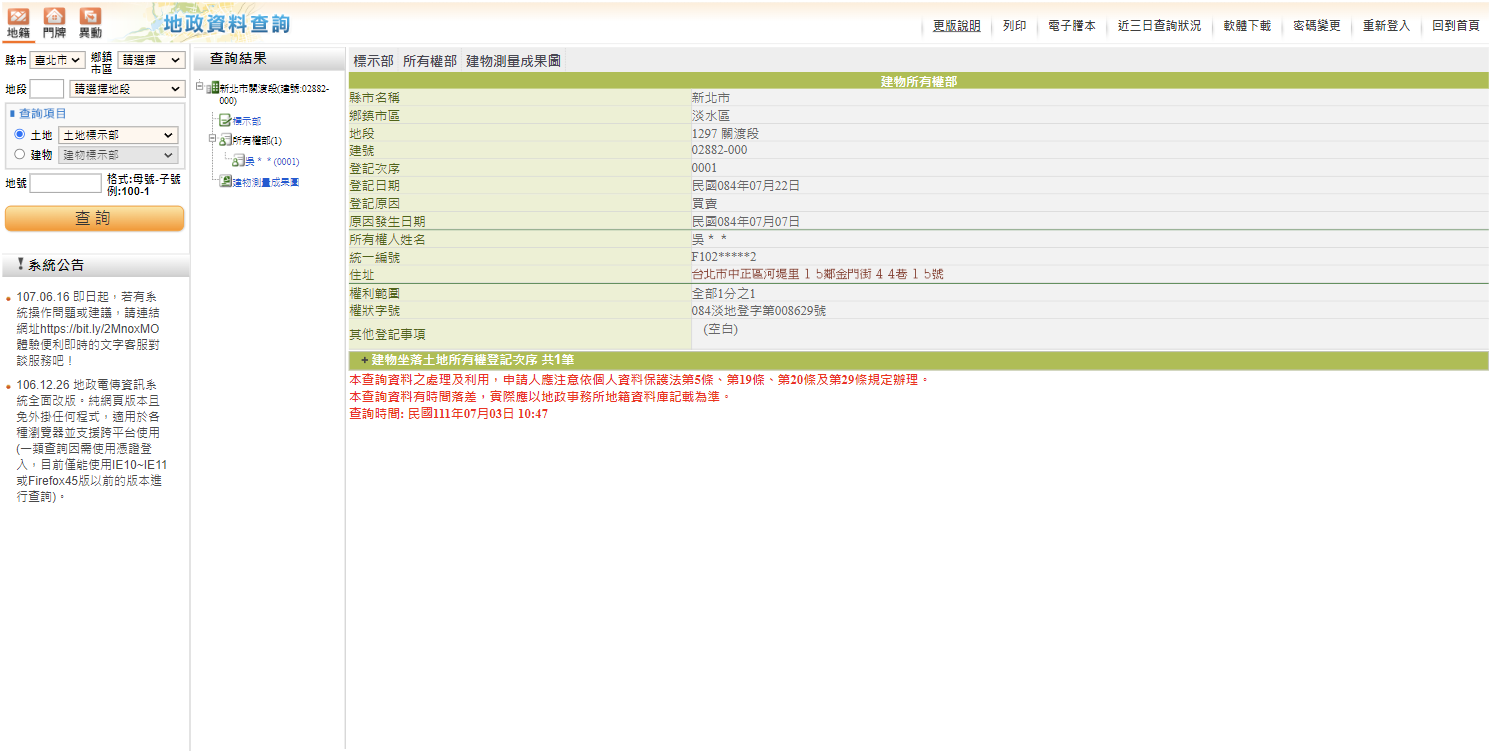 地籍 門牌 異動
地政資料查詢
更版說明 列印 電子謄本 近三日查詢狀況 軟體下載 密碼變更 重新登入 回到首頁
縣市 臺北市 鄉鎮市區 請選擇
地段 請選擇地段
查詢項目
土地 土地標示部
建物 建物標示部
地號 格式:母號-子號
例:100-1
查 詢
系統公告
107.06.16 即日起，若有系
統操作問題或建議，請連結
網址https://bit.ly/2MnoxMO
體驗便利即時的文字客服對
談服務吧！
106.12.26 地政電傳資訊系
統全面改版。純網頁版本且
免外掛任何程式，適用於各
種瀏覽器並支援跨平台使用
(一類查詢因需使用憑證登
入，目前僅能使用IE10~IE11
或Firefox45版以前的版本進
行查詢)。
查詢結果
新北市關渡段(建號:02882-
000)
標示部
所有權部(1)
吳＊＊(0001)
建物測量成果圖
標示部 所有權部 建物測量成果圖
建物所有權部
縣市名稱 新北市
鄉鎮市區 淡水區
地段 1297 關渡段
建號 02882-000
登記次序 0001
登記日期 民國084年07月22日
登記原因 買賣
原因發生日期 民國084年07月07日
所有權人姓名 吳＊＊
統一編號 F102*****2
住址 台北市中正區河堤里１５鄰金門街４４巷１５號
權利範圍 全部1分之1
權狀字號 084淡地登字第008629號
其他登記事項 (空白)
+ 建物坐落土地所有權登記次序 共1筆
本查詢資料之處理及利用，申請人應注意依個人資料保護法第5條、第19條、第20條及第29條規定辦理。
本查詢資料有時間落差，實際應以地政事務所地籍資料庫記載為準。
查詢時間: 民國111年07月03日 10:47